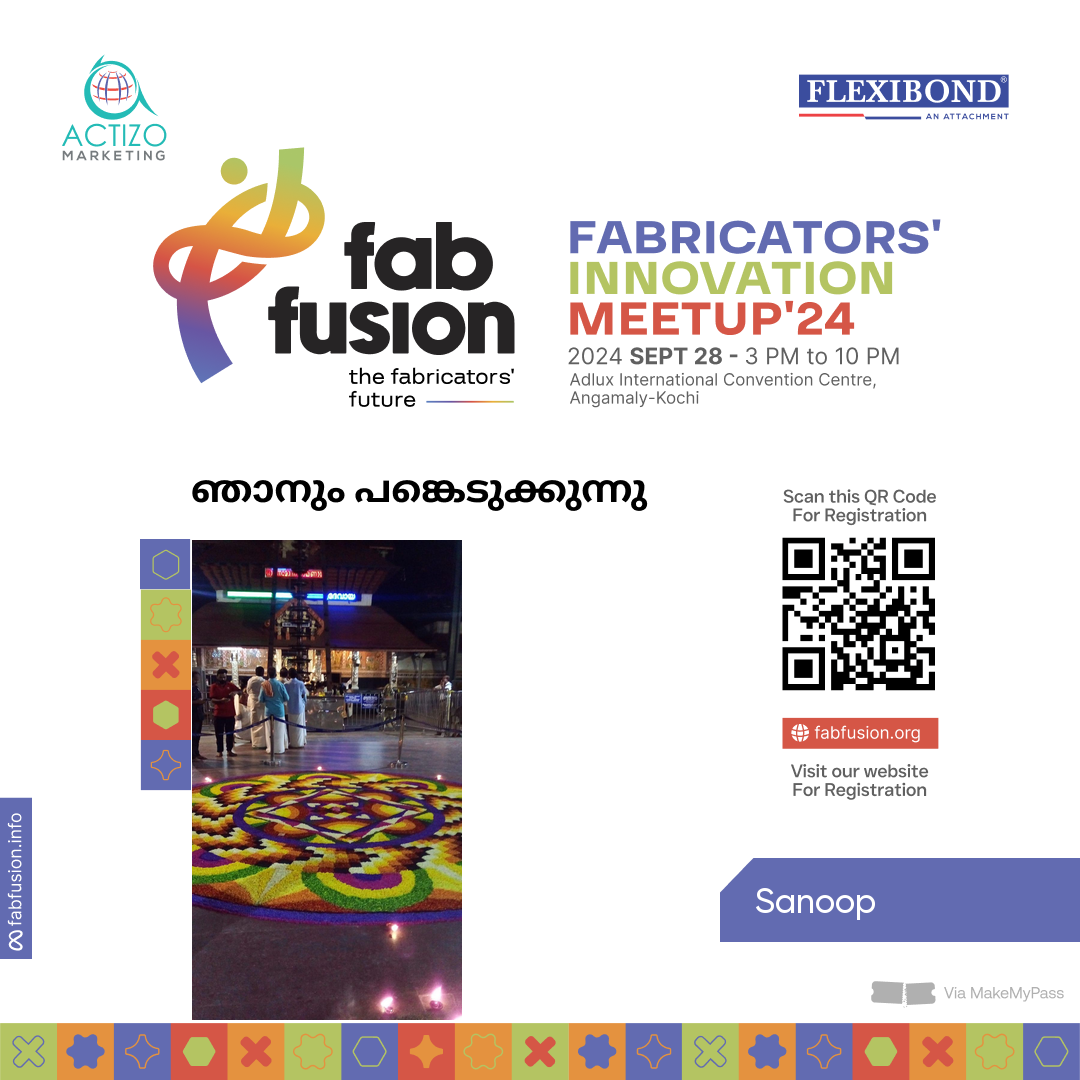 ACTIZO
MARKETING
FLEXIBOND®
AN ATTACHMENT
fab
fusion
the fabricators'
future
FABRICATORS'
INNOVATION
MEETUP'24
2024 SEPT 28 - 3 PM to 10 PM
Adlux International Convention Centre,
Angamaly-Kochi
ഞാനും പങ്കെടുക്കുന്നു
Scan this QR Code
For Registration
fabfusion.org
Visit our website
For Registration
fabfusion.info
Sanoop
Via MakeMyPass